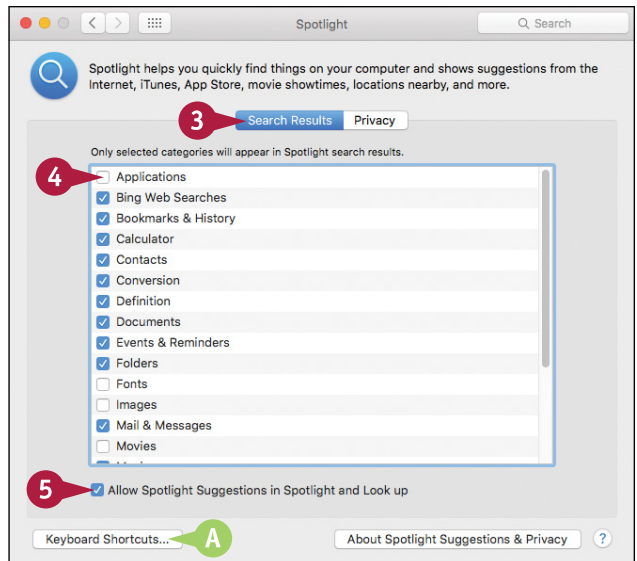 Spotlight
Search
Spotlight helps you quickly find things on your computer and shows suggestions from the
Internet, iTunes, App Store, movie showtimes, locations nearby, and more.
3
Search Results
Privacy
Only selected categories will appear in Spotlight search results.
4
Applications
Bing Web Searches
Bookmarks & History
Calculator
Contacts
Conversion
Definition
Documents
Events & Reminders
Folders
Fonts
Images
Mail & Messages
Movies
5
Allow Spotlight Suggestions in Spotlight and Look up
Keyboard Shortcuts...
A
About Spotlight Suggestions & Privacy
?